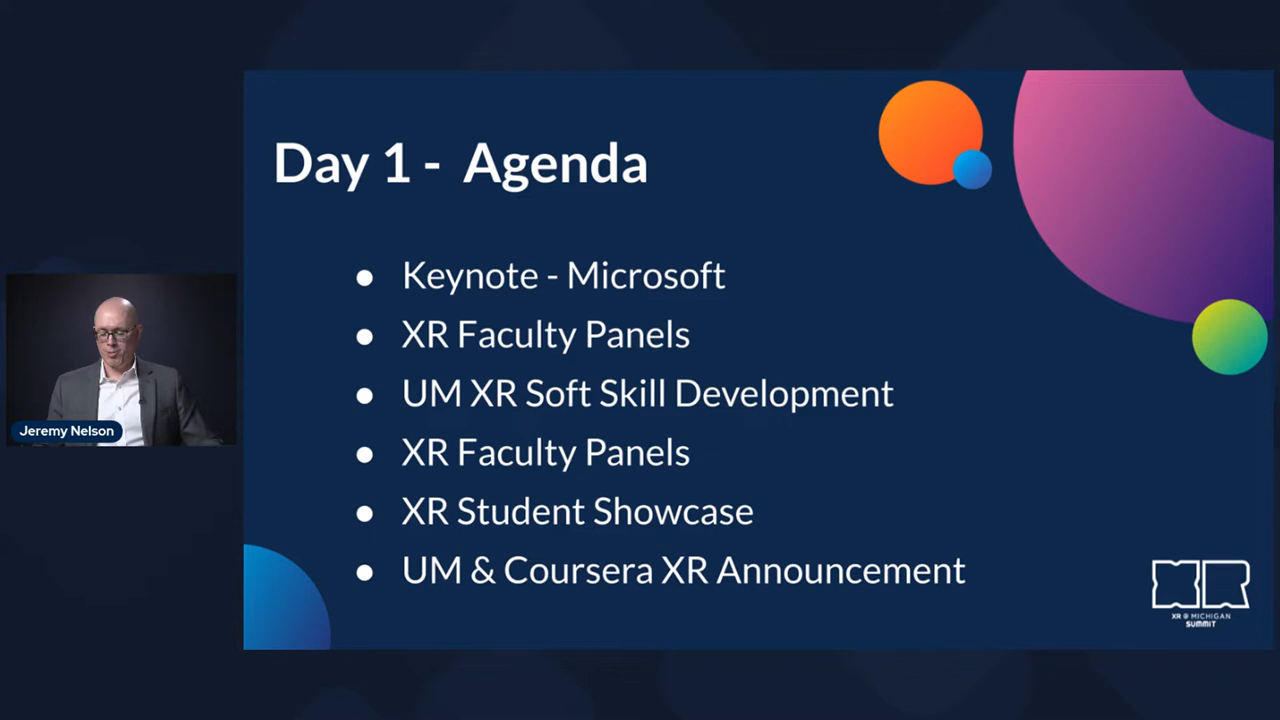 Day 1 - Agenda
● Keynote - Microsoft
● XR Faculty Panels
● UM XR Soft Skill Development
● XR Faculty Panels
● XR Student Showcase
● UM & Coursera XR Announcement
Jeremy Nelson
XR
XR @ MICHIGAN
SUMMIT